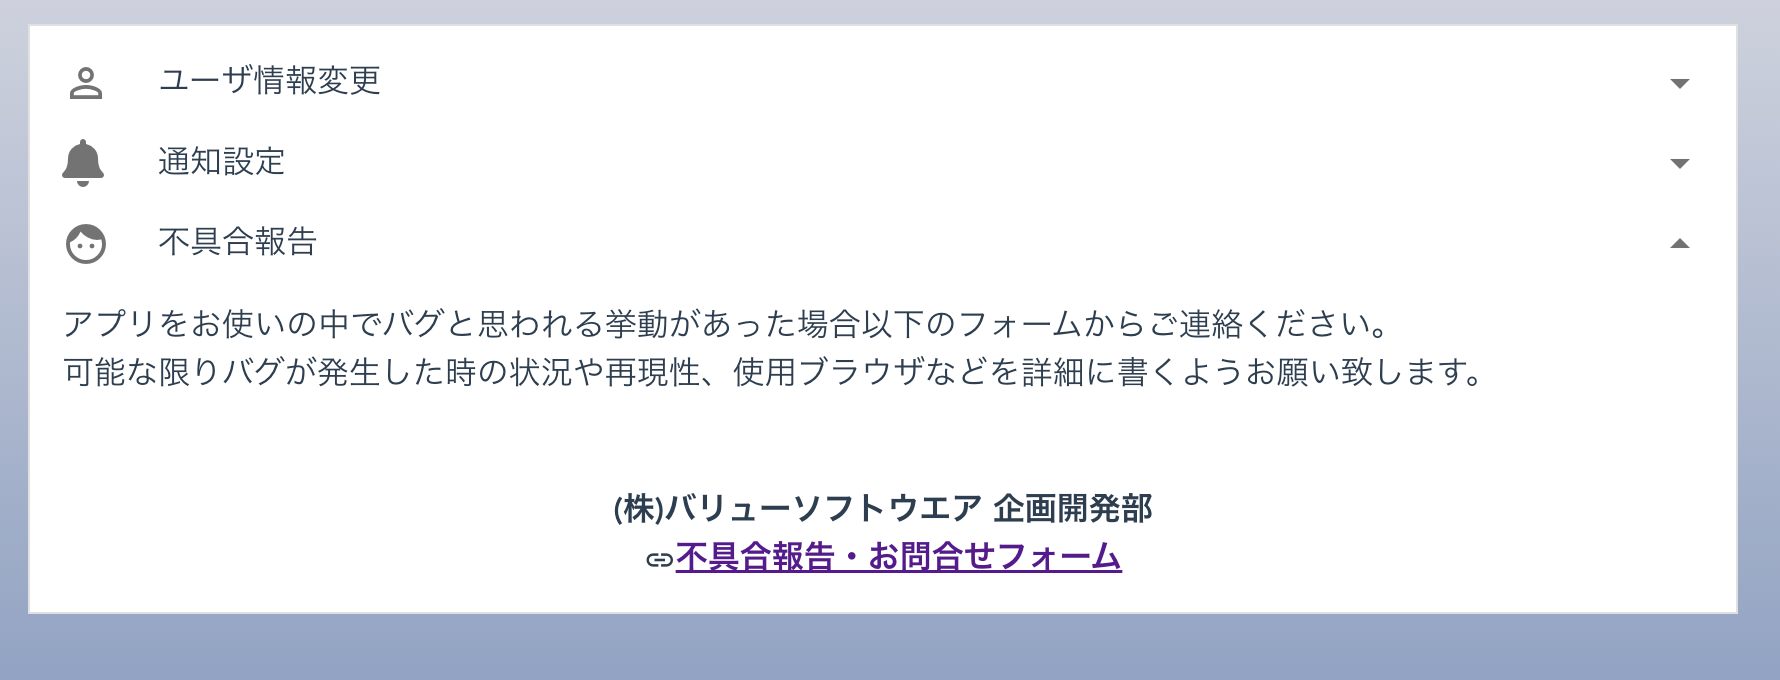 ユーザ情報変更
通知設定
不具合報告
アプリをお使いの中でバグと思われる挙動があった場合以下のフォームからご連絡ください。
可能な限りバグが発生した時の状況や再現性、使用ブラウザなどを詳細に書くようお願い致します。
(株)バリューソフトウエア 企画開発部
不具合報告・お問合せフォーム